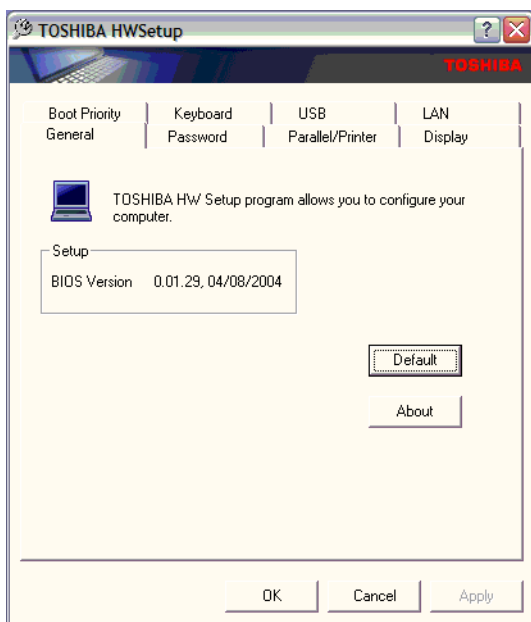 TOSHIBA HWSetup
TOSHIBA
Boot Priority Keyboard USB LAN
General Password Parallel/Printer Display
TOSHIBA HW Setup program allows you to configure your
computer.
Setup
BIOS Version 0.01.29, 04/08/2004
Default
About
OK Cancel Apply